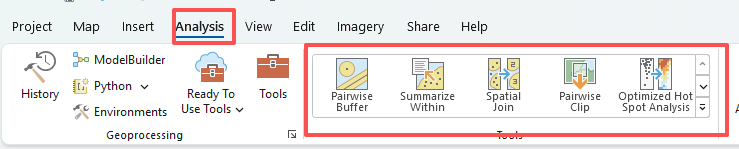 Project Map Insert Analysis View Edit Imagery Share Help
ModelBuilder
Python
Environments
History
Ready To
Use Tools
Tools
Geoprocessing
Pairwise
Buffer
Summarize
Within
Spatial
Join
Pairwise
Clip
Optimized Hot
Spot Analysis
Tools